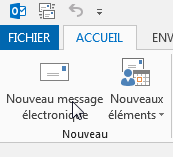 FICHIER ACCUEIL ENV
Nouveau message Nouveaux
électronique éléments
Nouveau